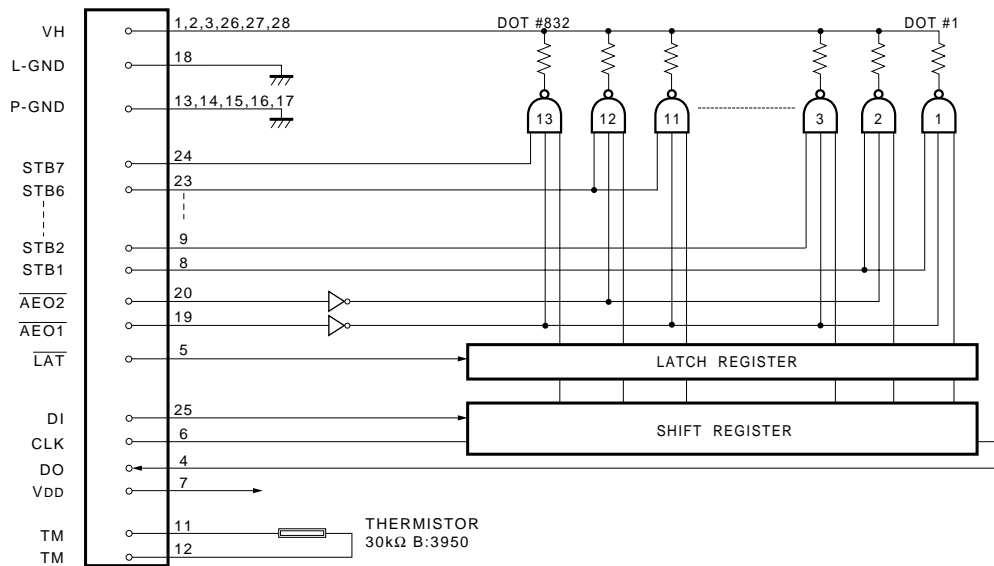 VH 1,2,3,26,27,28 DOT #832 DOT #1
L-GND 18
P-GND 13,14,15,16,17
13 12 11 3 2 1
STB7 24
STB6 23
STB2 9
STB1 8
AEO2 20
AEO1 19
LAT 5
LATCH REGISTER
DI 25
CLK 6
SHIFT REGISTER
DO 4
VDD 7
TM 11
THERMISTOR
30kΩ B:3950
TM 12